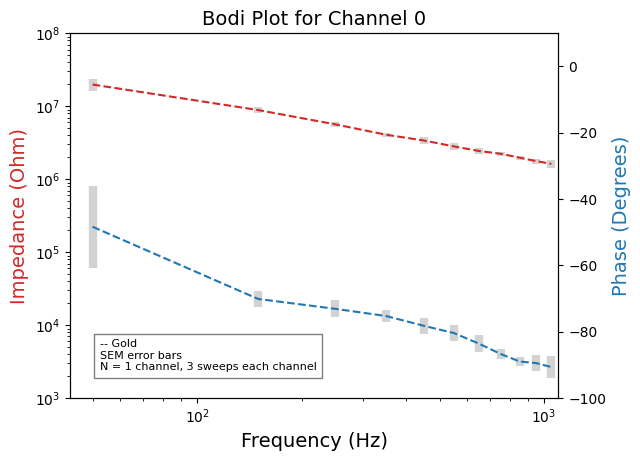 Bodi Plot for Channel 0
Impedance (Ohm)
10^8
10^7
10^6
10^5
10^4
10^3
0
−20
−40
−60
−80
−100
Phase (Degrees)
-- Gold
SEM error bars
N = 1 channel, 3 sweeps each channel
10^2
10^3
Frequency (Hz)